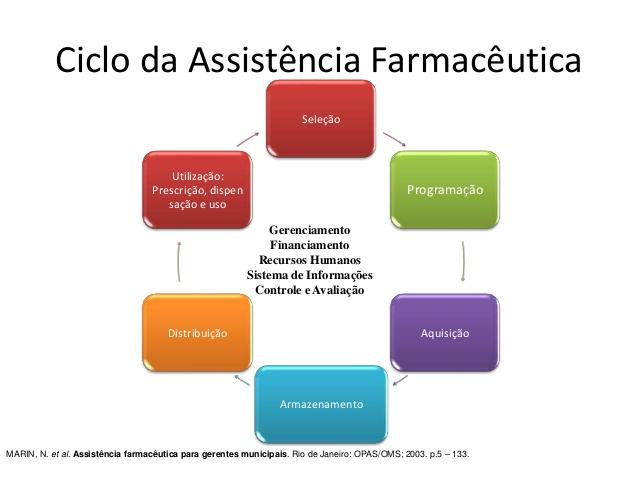 Ciclo da Assistência Farmacêutica
Seleção
Programação
Aquisição
Armazenamento
Distribuição
Utilização:
Prescrição, dispen
sação e uso
Gerenciamento
Financiamento
Recursos Humanos
Sistema de Informações
Controle e Avaliação
MARIN, N. et al. Assistência farmacêutica para gerentes municipais. Rio de Janeiro: OPAS/OMS; 2003. p.5 – 133.